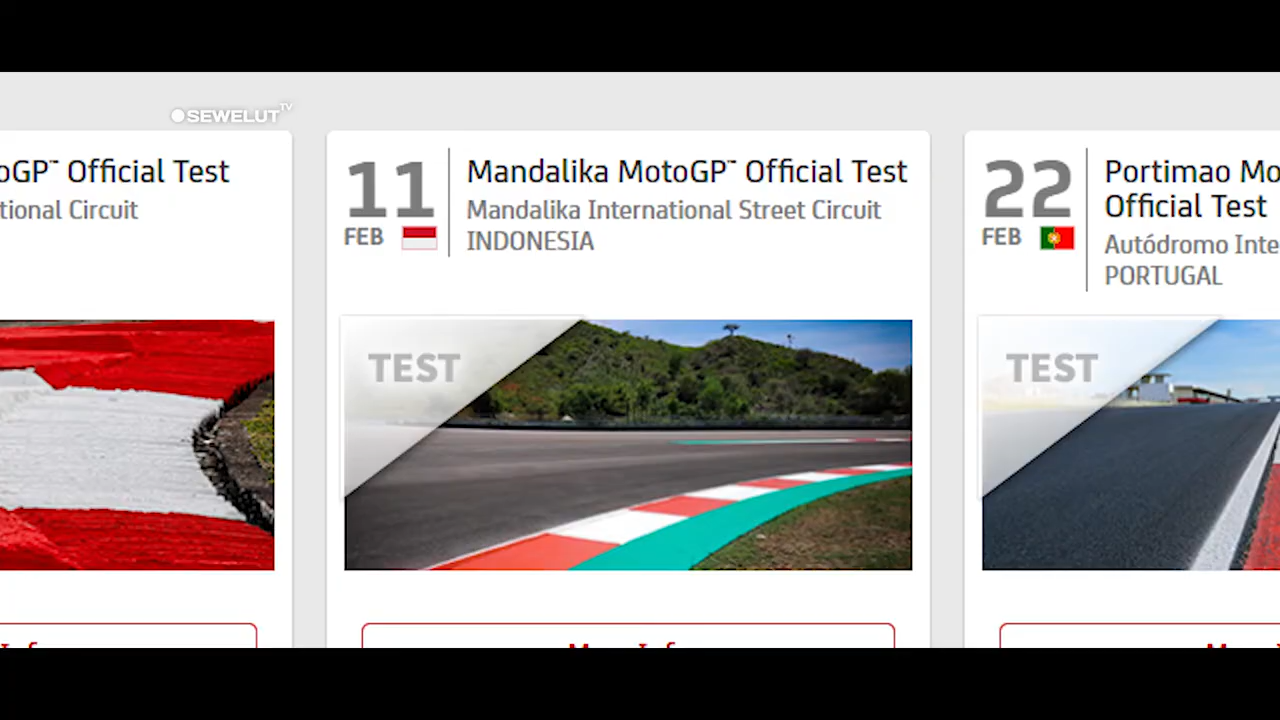 SEWELUT TV
oGP™ Official Test
tional Circuit
11
FEB
Mandalika MotoGP™ Official Test
Mandalika International Street Circuit
INDONESIA
TEST
22
FEB
Portimao Mo
Official Test
Autódromo Inte
PORTUGAL
TEST